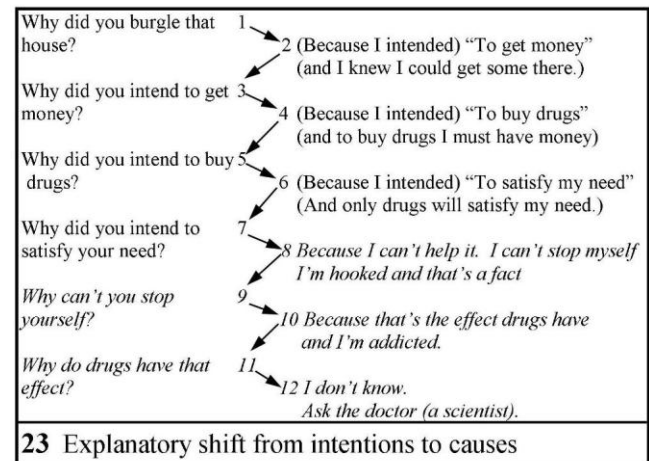 Why did you burgle that 1
house?
2 (Because I intended) “To get money”
(and I knew I could get some there.)
Why did you intend to get 3
money?
4 (Because I intended) “To buy drugs”
(and to buy drugs I must have money)
Why did you intend to buy 5
drugs?
6 (Because I intended) “To satisfy my need”
(And only drugs will satisfy my need.)
Why did you intend to 7
satisfy your need?
8 Because I can’t help it. I can’t stop myself
I’m hooked and that’s a fact
Why can’t you stop 9
yourself?
10 Because that’s the effect drugs have
and I’m addicted.
Why do drugs have that 11
effect?
12 I don’t know.
Ask the doctor (a scientist).
23 Explanatory shift from intentions to causes